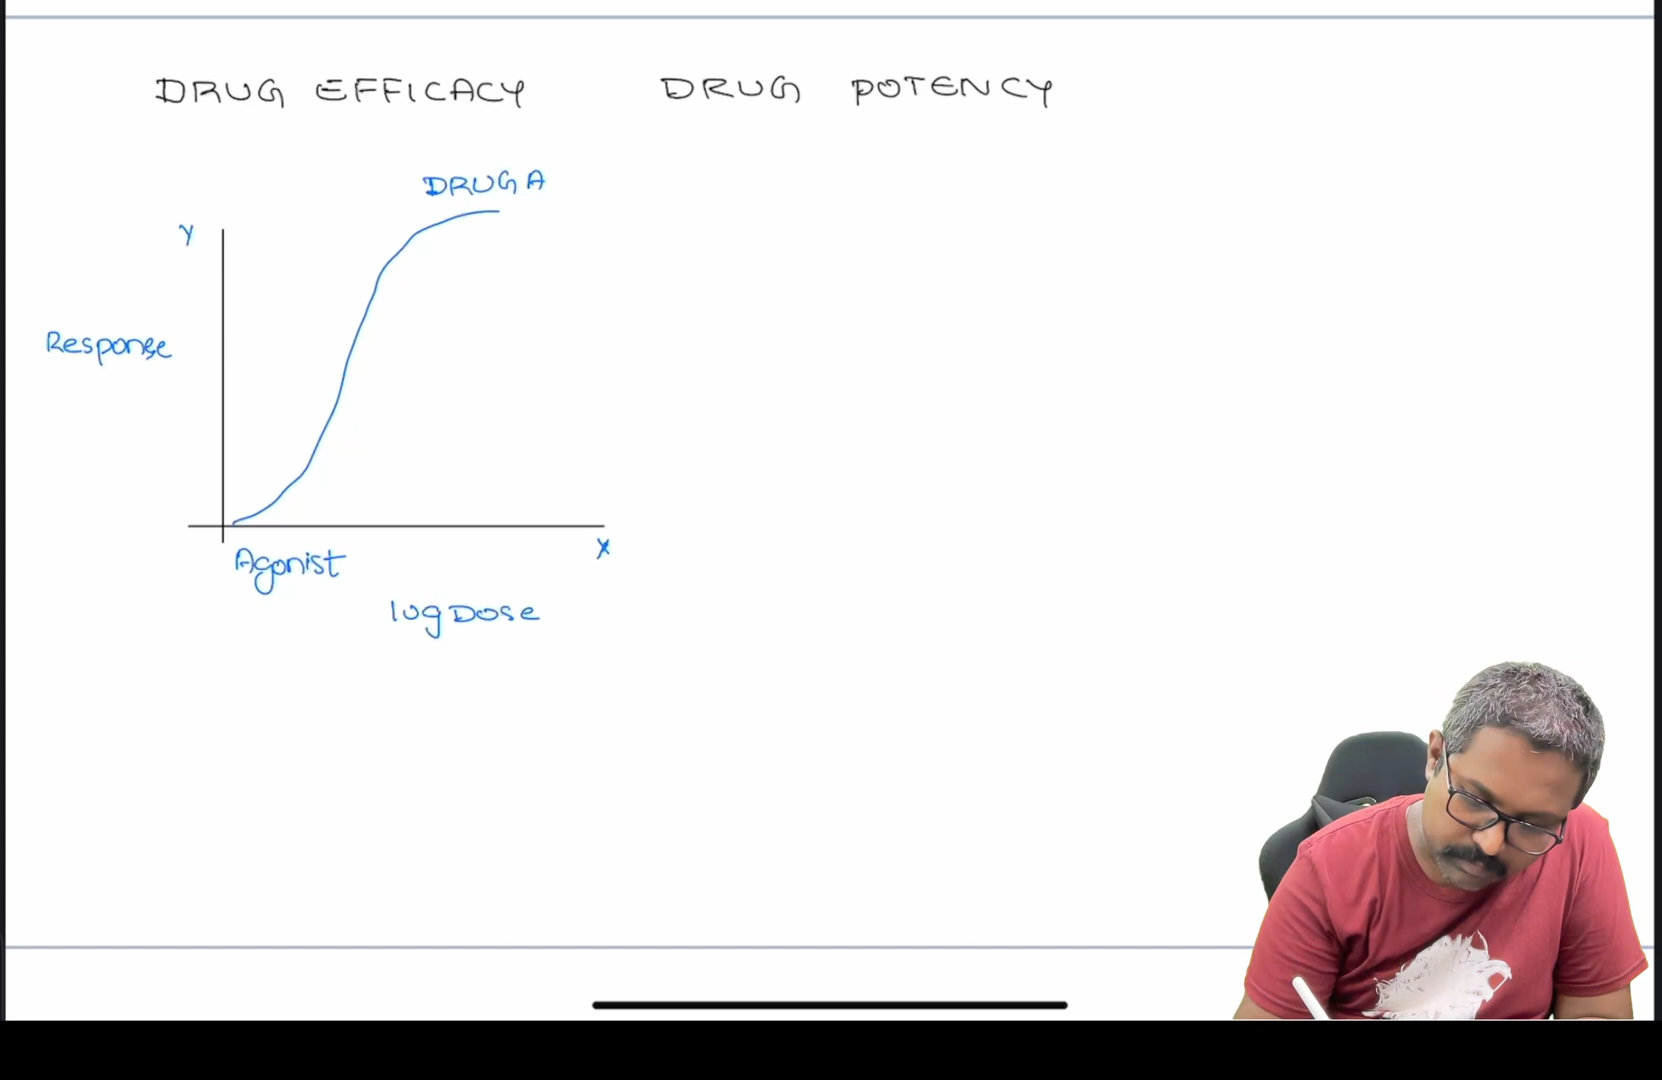 DRUG EFFICACY DRUG POTENCY
DRUG A
Y
Response
X
Agonist
log Dose